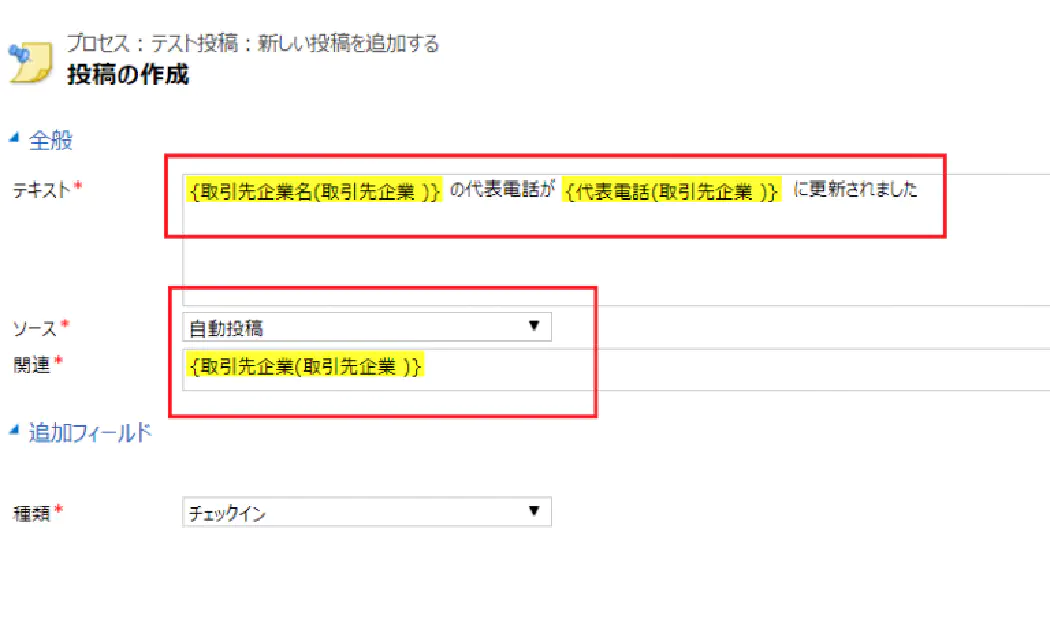 プロセス : テスト投稿 : 新しい投稿を追加する
投稿の作成
全般
テキスト* {取引先企業名(取引先企業 )} の代表電話が {代表電話(取引先企業 )} に更新されました
ソース* 自動投稿
関連* {取引先企業(取引先企業 )}
追加フィールド
種類* チェックイン